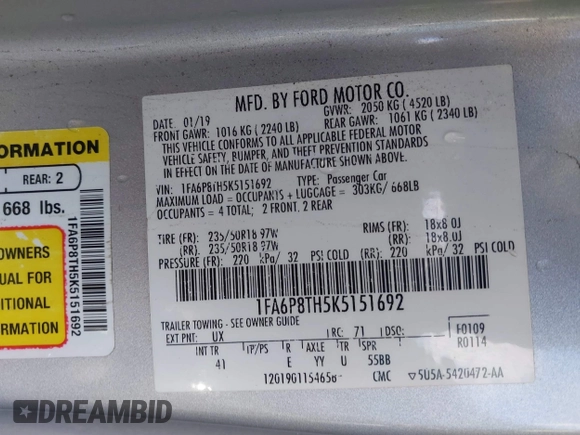 ORMATION
REAR: 2
668 lbs.
OWNERS
UAL FOR
ITIONAL
ORMATION
1FA6P8TH5K5151692
MFD. BY FORD MOTOR CO.
DATE: 01/19
GVWR: 2050 KG ( 4520 LB)
FRONT GAWR: 1016 KG ( 2240 LB)
REAR GAWR: 1061 KG ( 2340 LB)
THIS VEHICLE CONFORMS TO ALL APPLICABLE FEDERAL MOTOR
VEHICLE SAFETY, BUMPER, AND THEFT PREVENTION STANDARDS
IN EFFECT ON THE DATE OF MANUFACTURE SHOWN ABOVE.
VIN: 1FA6P8TH5K5151692 TYPE: Passenger Car
MAXIMUM LOAD = OCCUPANTS + LUGGAGE = 303KG/ 668LB
OCCUPANTS = 4 TOTAL; 2 FRONT, 2 REAR
TIRE (FR): 235/50R18 97W RIMS (FR): 18x8.0J
(RR): 235/50R18 97W (RR): 18x8.0J
PRESSURE (FR): 220 kPa/ 32 PSI COLD (RR): 220 kPa/ 32 PSI COLD
1FA6P8TH5K5151692
TRAILER TOWING - SEE OWNER GUIDE
EXT PNT: UX RC: 71 DSO: F0109
R0114
INT TR TP/PS R AXLE TR SPR
41 E YY U 55BB
CMC ▽5U5A-5420472-AA
DREAMBID